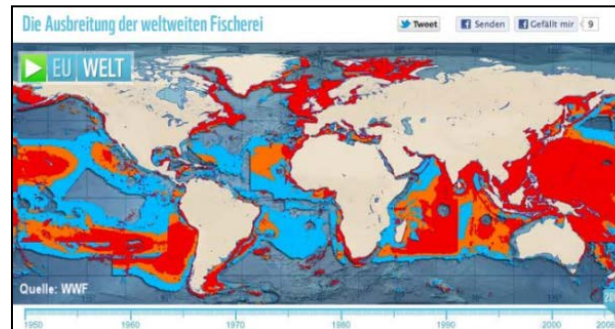 Die Ausbreitung der weltweiten Fischerei
Tweet
Senden
Gefällt mir
9
EU WELT
Quelle: WWF
1950 1960 1970 1980 1990 2000